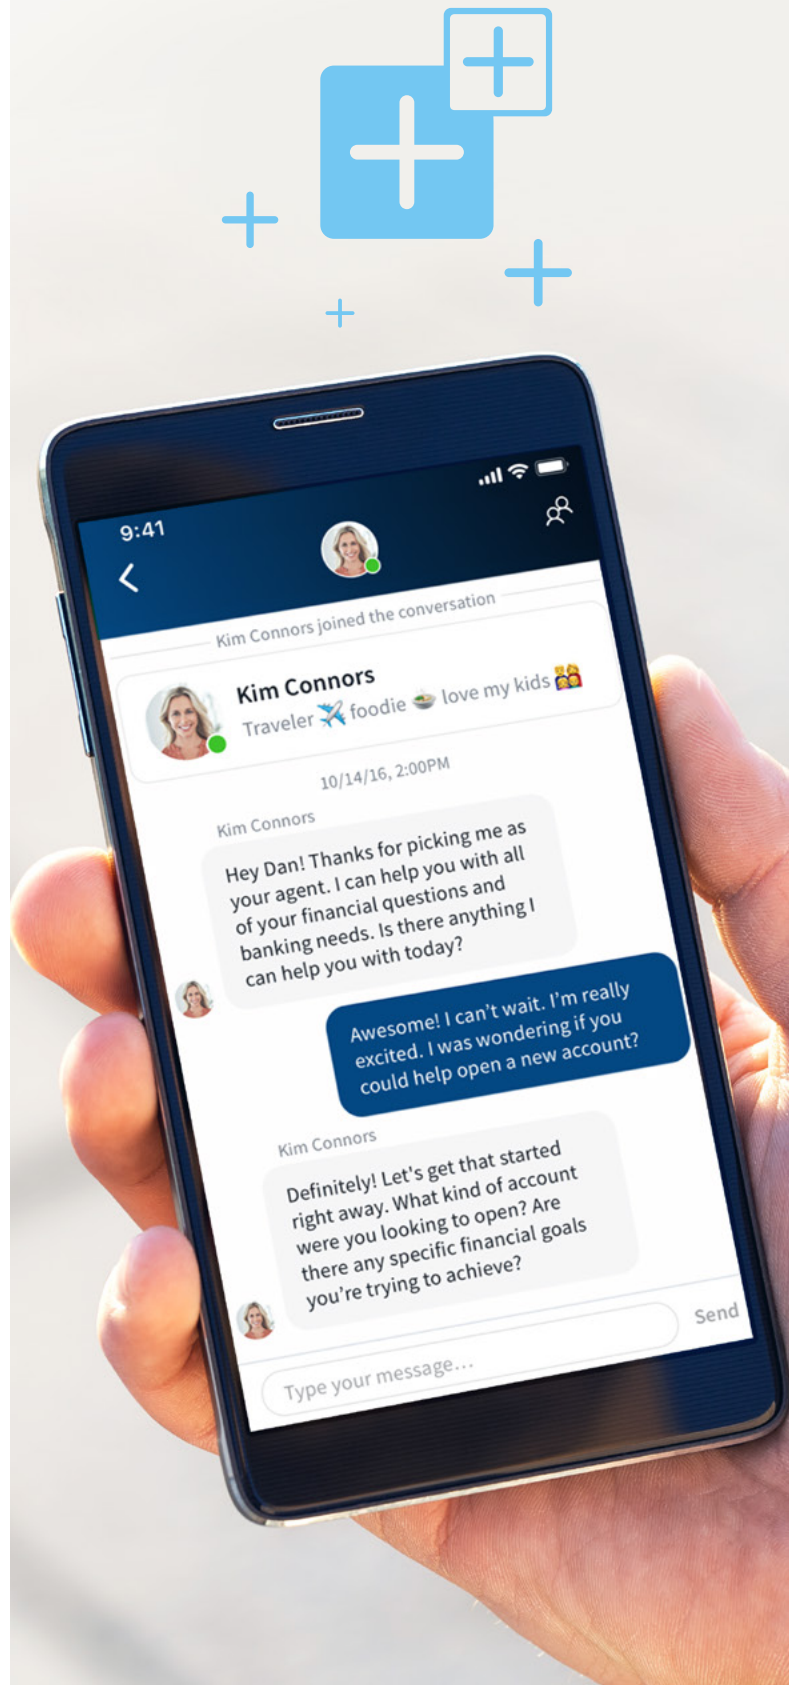 9:41
Kim Connors joined the conversation
Kim Connors
Traveler ✈️ foodie 🍲 love my kids 👨‍👩‍👧‍👦
10/14/16, 2:00PM
Kim Connors
Hey Dan! Thanks for picking me as
your agent. I can help you with all
of your financial questions and
banking needs. Is there anything I
can help you with today?
Awesome! I can’t wait. I’m really
excited. I was wondering if you
could help open a new account?
Kim Connors
Definitely! Let's get that started
right away. What kind of account
were you looking to open? Are
there any specific financial goals
you’re trying to achieve?
Type your message...
Send